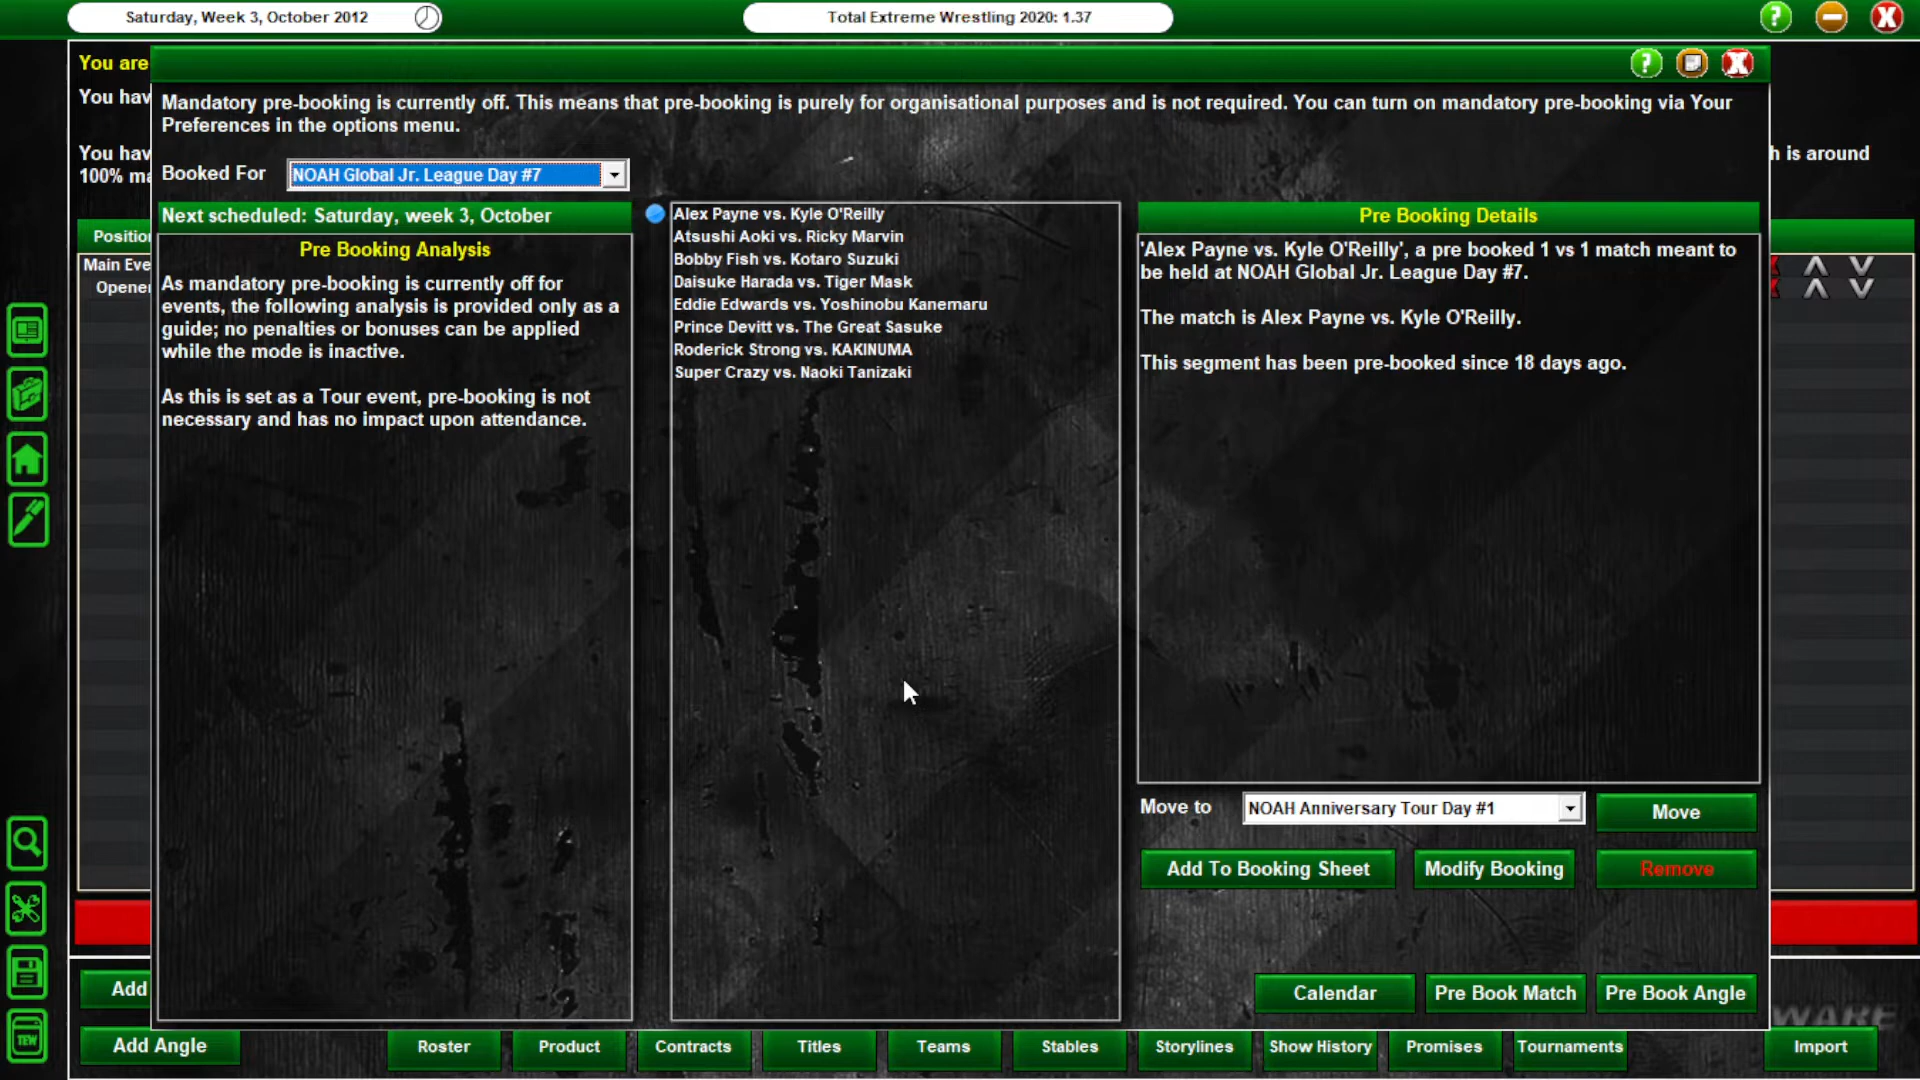 Saturday, Week 3, October 2012
Total Extreme Wrestling 2020: 1.37
You are
You hav
Mandatory pre-booking is currently off. This means that pre-booking is purely for organisational purposes and is not required. You can turn on mandatory pre-booking via Your
Preferences in the options menu.
You hav
h is around
100% ma
Booked For
NOAH Global Jr. League Day #7
Next scheduled: Saturday, week 3, October
Pre Booking Analysis
As mandatory pre-booking is currently off for
events, the following analysis is provided only as a
guide; no penalties or bonuses can be applied
while the mode is inactive.
As this is set as a Tour event, pre-booking is not
necessary and has no impact upon attendance.
Alex Payne vs. Kyle O'Reilly
Atsushi Aoki vs. Ricky Marvin
Bobby Fish vs. Kotaro Suzuki
Daisuke Harada vs. Tiger Mask
Eddie Edwards vs. Yoshinobu Kanemaru
Prince Devitt vs. The Great Sasuke
Roderick Strong vs. KAKINUMA
Super Crazy vs. Naoki Tanizaki
Pre Booking Details
'Alex Payne vs. Kyle O'Reilly', a pre booked 1 vs 1 match meant to
be held at NOAH Global Jr. League Day #7.
The match is Alex Payne vs. Kyle O'Reilly.
This segment has been pre-booked since 18 days ago.
Positio
Main Eve
Opene
Move to
NOAH Anniversary Tour Day #1
Move
Add To Booking Sheet
Modify Booking
Remove
Calendar
Pre Book Match
Pre Book Angle
Add
WARE
Add Angle
Roster
Product
Contracts
Titles
Teams
Stables
Storylines
Show History
Promises
Tournaments
Import
TEW